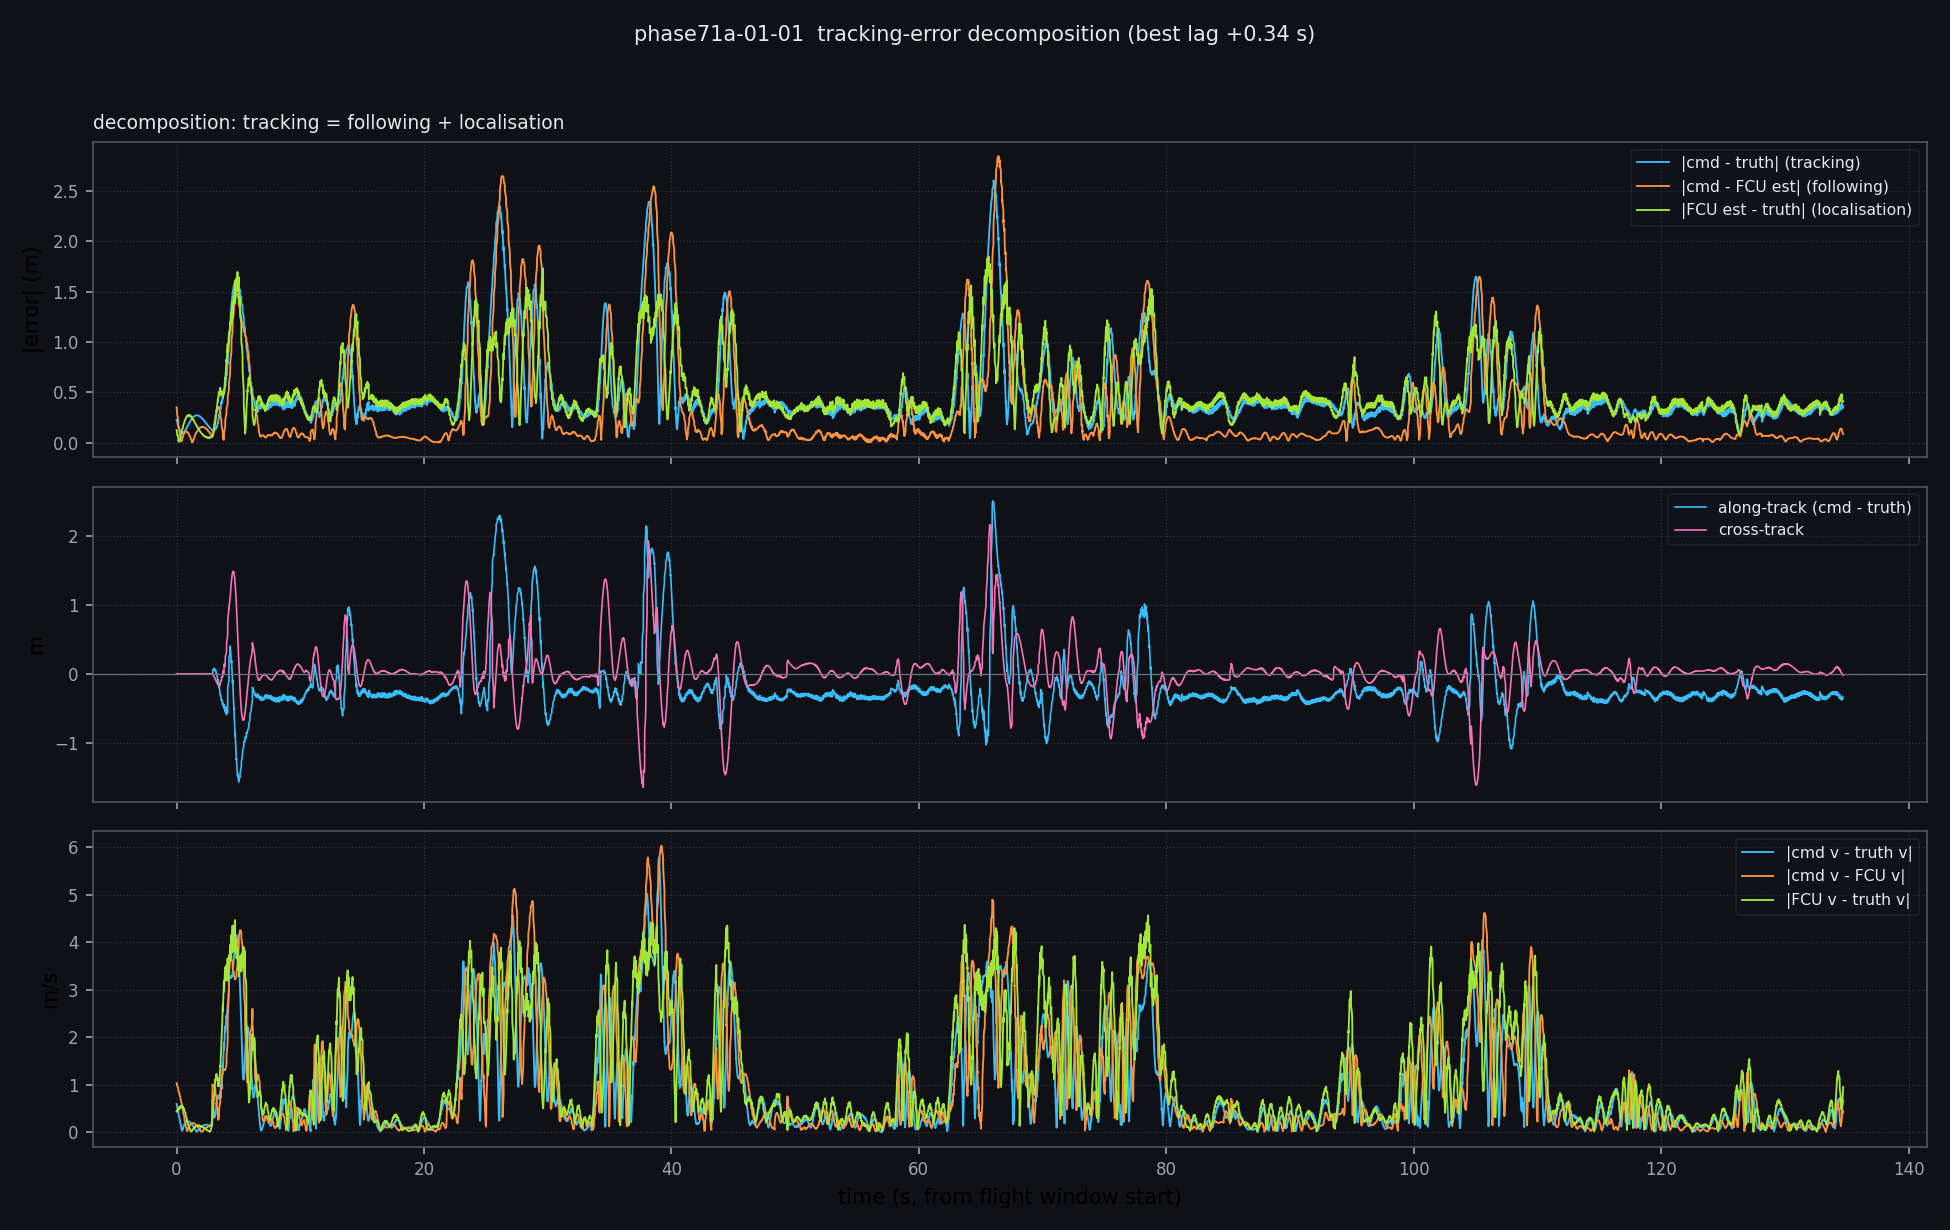 phase71a-01-01  tracking-error decomposition (best lag +0.34 s)
decomposition: tracking = following + localisation
|cmd - truth| (tracking)
|cmd - FCU est| (following)
|FCU est - truth| (localisation)
|error| (m)
2.5
2.0
1.5
1.0
0.5
0.0
along-track (cmd - truth)
cross-track
m
2
1
0
−1
|cmd v - truth v|
|cmd v - FCU v|
|FCU v - truth v|
m/s
6
5
4
3
2
1
0
0 20 40 60 80 100 120 140
time (s, from flight window start)